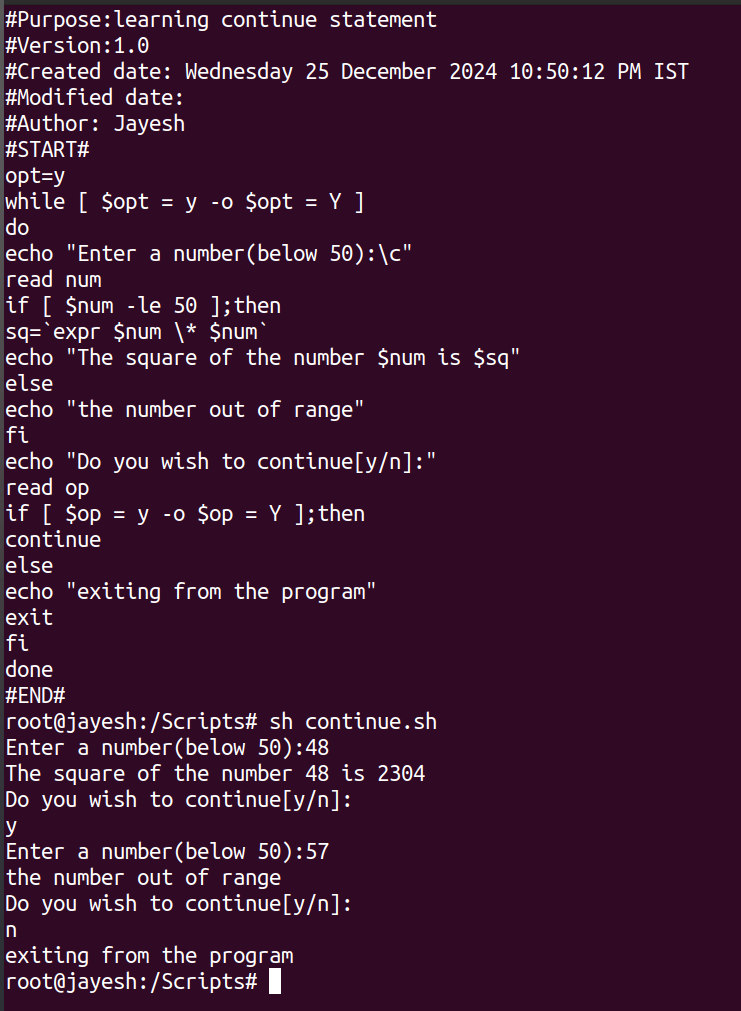 #Purpose:learning continue statement
#Version:1.0
#Created date: Wednesday 25 December 2024 10:50:12 PM IST
#Modified date:
#Author: Jayesh
#START#
opt=y
while [ $opt = y -o $opt = Y ]
do
echo "Enter a number(below 50):\c"
read num
if [ $num -le 50 ];then
sq=`expr $num \* $num`
echo "The square of the number $num is $sq"
else
echo "the number out of range"
fi
echo "Do you wish to continue[y/n]:"
read op
if [ $op = y -o $op = Y ];then
continue
else
echo "exiting from the program"
exit
fi
done
#END#
root@jayesh:/Scripts# sh continue.sh
Enter a number(below 50):48
The square of the number 48 is 2304
Do you wish to continue[y/n]:
y
Enter a number(below 50):57
the number out of range
Do you wish to continue[y/n]:
n
exiting from the program
root@jayesh:/Scripts#